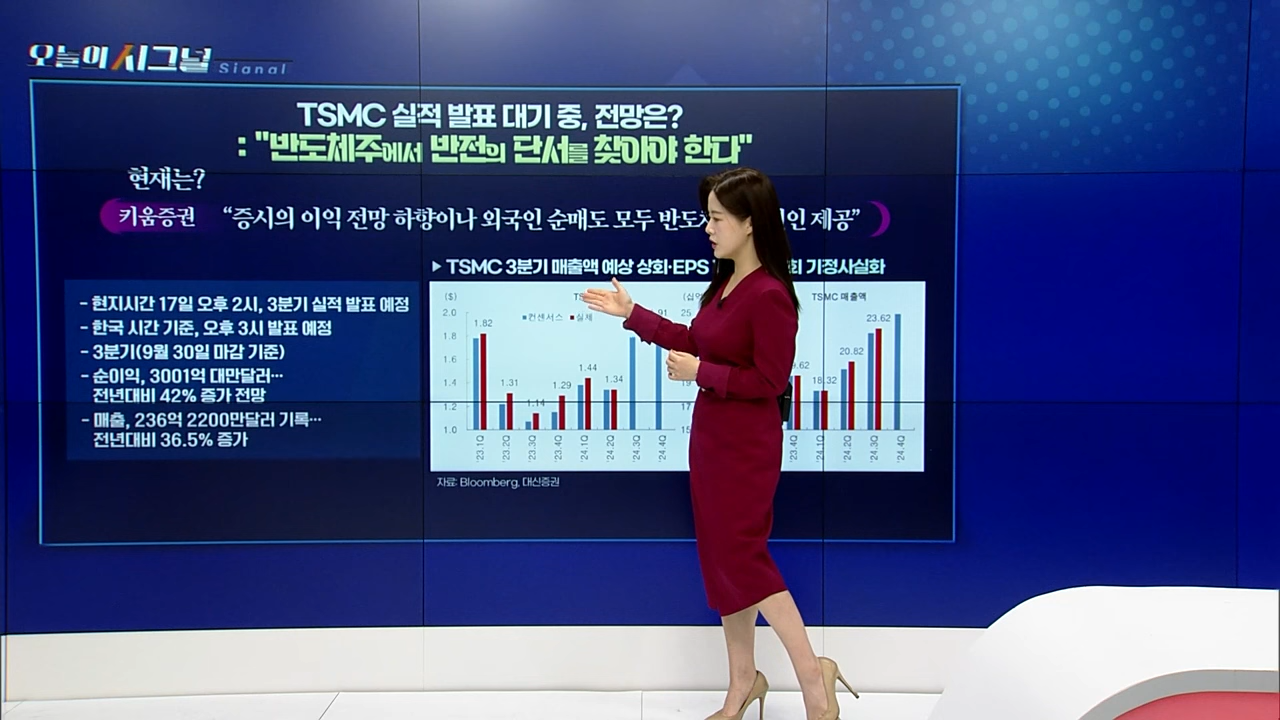 오늘의 시그널 Signal
TSMC 실적 발표 대기 중, 전망은?
: "반도체주에서 반전의 단서를 찾아야 한다"
현재는?
키움증권 “증시의 이익 전망 하향이나 외국인 순매도 모두 인 제공”
▶ TSMC 3분기 매출액 예상 상회·EPS 기정사실화
- 현지시간 17일 오후 2시, 3분기 실적 발표 예정
- 한국 시간 기준, 오후 3시 발표 예정
- 3분기(9월 30일 마감 기준)
- 순이익, 3001억 대만달러…
전년대비 42% 증가 전망
- 매출, 236억 2200만달러 기록…
전년대비 36.5% 증가
($)
■컨센서스 ■실제
2.0
1.8
1.6
1.4
1.2
1.0
1.82
1.31
1.14
1.29
1.44
1.34
'23.1Q '23.2Q '23.3Q '23.4Q '24.1Q '24.2Q '24.3Q '24.4Q
TSMC 매출액
25
17
18.32
20.82
23.62
'23.4Q '24.1Q '24.2Q '24.3Q '24.4Q
자료: Bloomberg, 대신증권